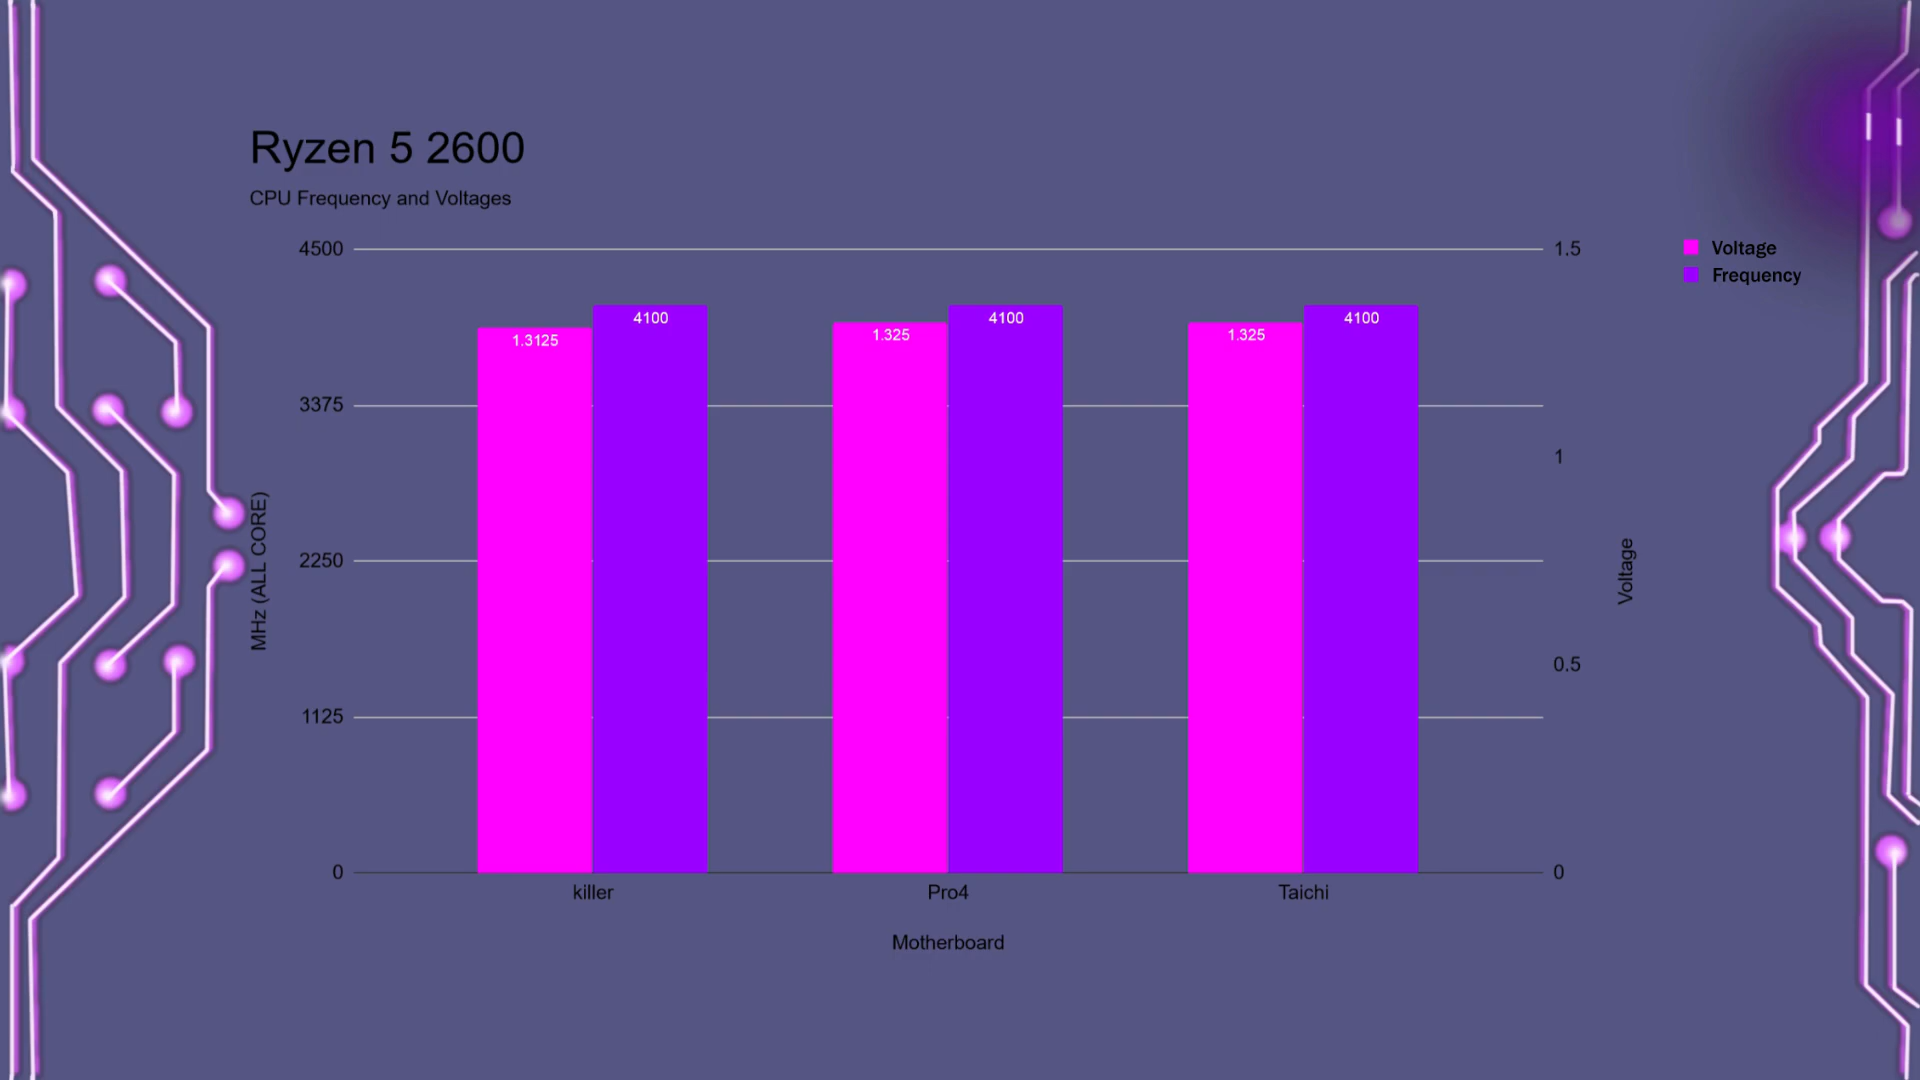 Ryzen 5 2600
CPU Frequency and Voltages
Voltage
Frequency
4500
3375
2250
1125
0
MHz (ALL CORE)
1.3125
4100
1.325
4100
1.325
4100
1.5
1
0.5
0
Voltage
killer
Pro4
Taichi
Motherboard